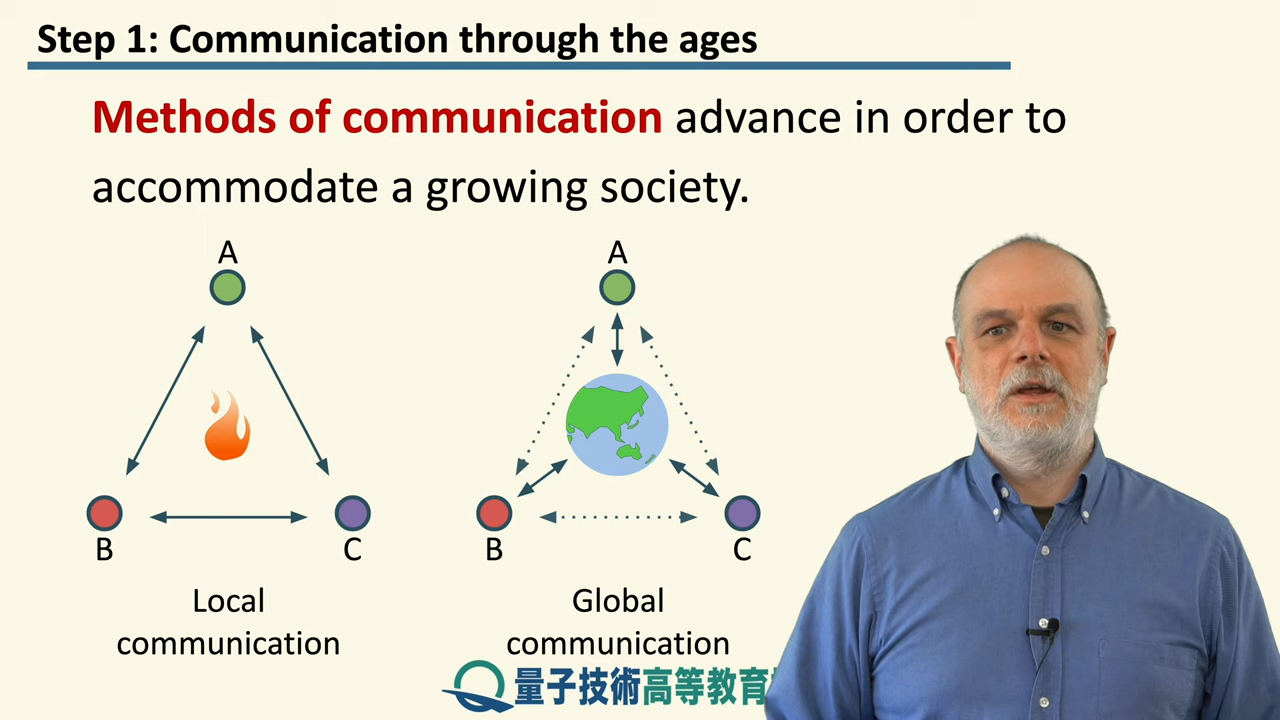 Step 1: Communication through the ages
Methods of communication advance in order to
accommodate a growing society.
A
B
C
Local
communication
A
B
C
Global
communication
量子技術高等教育